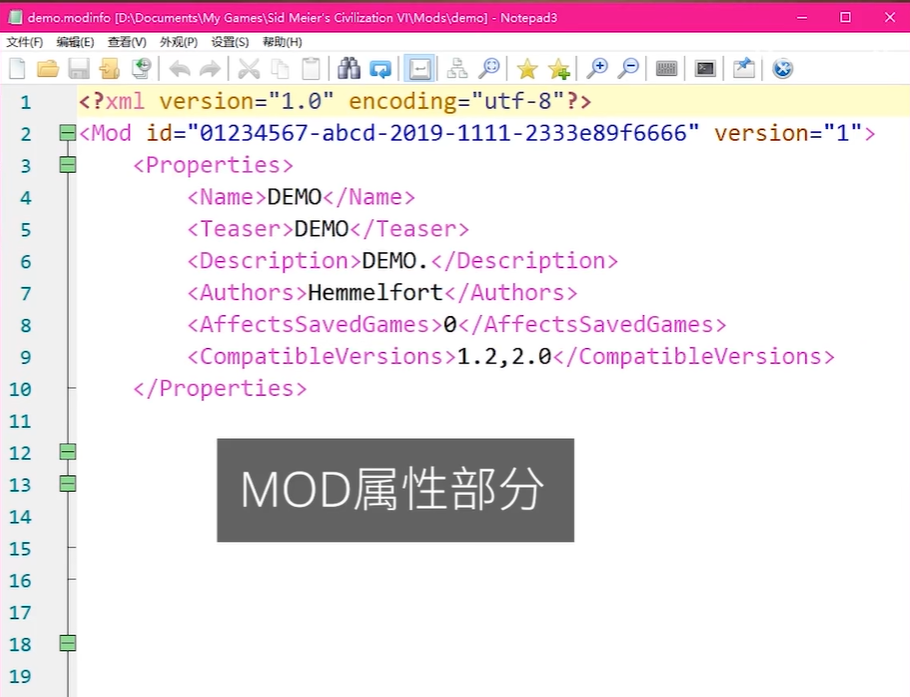 demo.modinfo [D:\Documents\My Games\Sid Meier's Civilization VI\Mods\demo] - Notepad3
文件(F) 编辑(E) 查看(V) 外观(P) 设置(S) 帮助(H)
1 <?xml version="1.0" encoding="utf-8"?>
2 <Mod id="01234567-abcd-2019-1111-2333e89f6666" version="1">
3 <Properties>
4 <Name>DEMO</Name>
5 <Teaser>DEMO</Teaser>
6 <Description>DEMO.</Description>
7 <Authors>Hemmelfort</Authors>
8 <AffectsSavedGames>0</AffectsSavedGames>
9 <CompatibleVersions>1.2,2.0</CompatibleVersions>
10 </Properties>
11
12
13
MOD属性部分
14
15
16
17
18
19